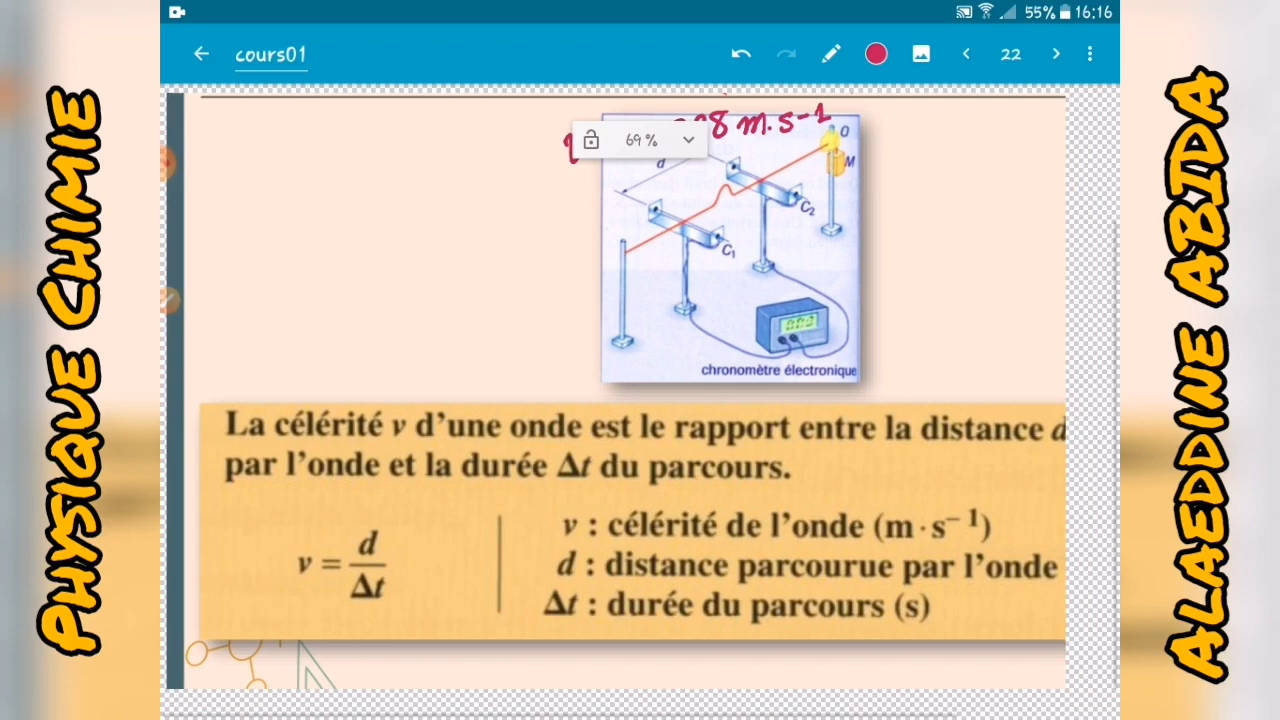 PHYSIQUE CHIMIE
55% 16:16
cours01
22
8 m.s-1
69 %
d
O
M
C2
C1
000
chronomètre électronique
La célérité v d'une onde est le rapport entre la distance d
par l'onde et la durée Δt du parcours.
v = d/Δt
v : célérité de l'onde (m · s⁻¹)
d : distance parcourue par l'onde
Δt : durée du parcours (s)
ALAEDDINE ABIDA